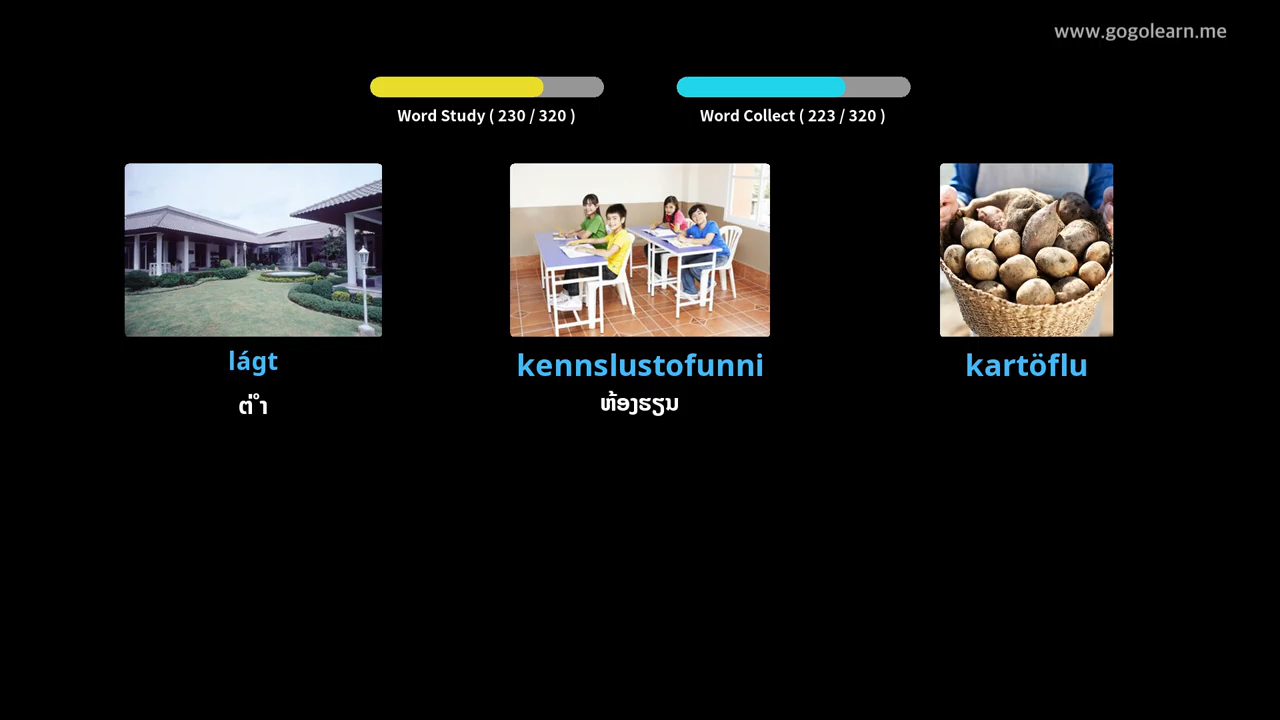 www.gogolearn.me
Word Study ( 230 / 320 )
Word Collect ( 223 / 320 )
lágt
kennslustofunni
kartöflu
ຕ່ໍາ
ຫ້ອງຮຽນ